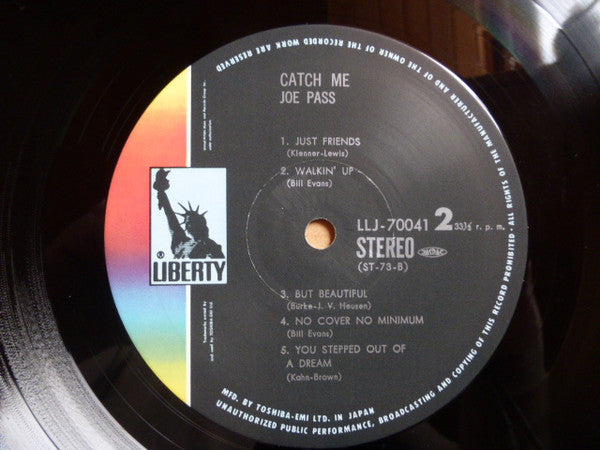 ALL RIGHTS OF THE MANUFACTURER AND OF THE OWNER OF THE RECORDED WORK ARE RESERVED
CATCH ME
JOE PASS
1. JUST FRIENDS
(Klenner-Lewis)
2. WALKIN' UP
(Bill Evans)
LLJ-70041 2 33⅓ r. p. m.
STEREO
(ST-73-B)
® LIBERTY
3. BUT BEAUTIFUL
(Burke-J. V. Heusen)
4. NO COVER NO MINIMUM
(Bill Evans)
5. YOU STEPPED OUT OF
A DREAM
(Kahn-Brown)
MFD. BY TOSHIBA-EMI LTD. IN JAPAN
UNAUTHORIZED PUBLIC PERFORMANCE, BROADCASTING AND COPYING OF THIS RECORD PROHIBITED